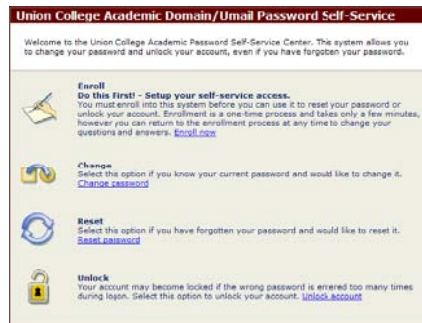 Union College Academic Domain/Umail Password Self-Service
Welcome to the Union College Academic Password Self-Service Center. This system allows you
to change your password and unlock your account, even if you have forgotten your password.
Enroll
Do this First! - Setup your self-service access.
You must enroll into this system before you can use it to reset your password or
unlock your account. Enrollment is a one-time process and takes only a few minutes,
however you can return to the enrollment process at any time to change your
questions and answers. Enroll now
Change
Select this option if you know your current password and would like to change it.
Change password
Reset
Select this option if you have forgotten your password and would like to reset it.
Reset password
Unlock
Your account may become locked if the wrong password is entered too many times
during logon. Select this option to unlock your account. Unlock account